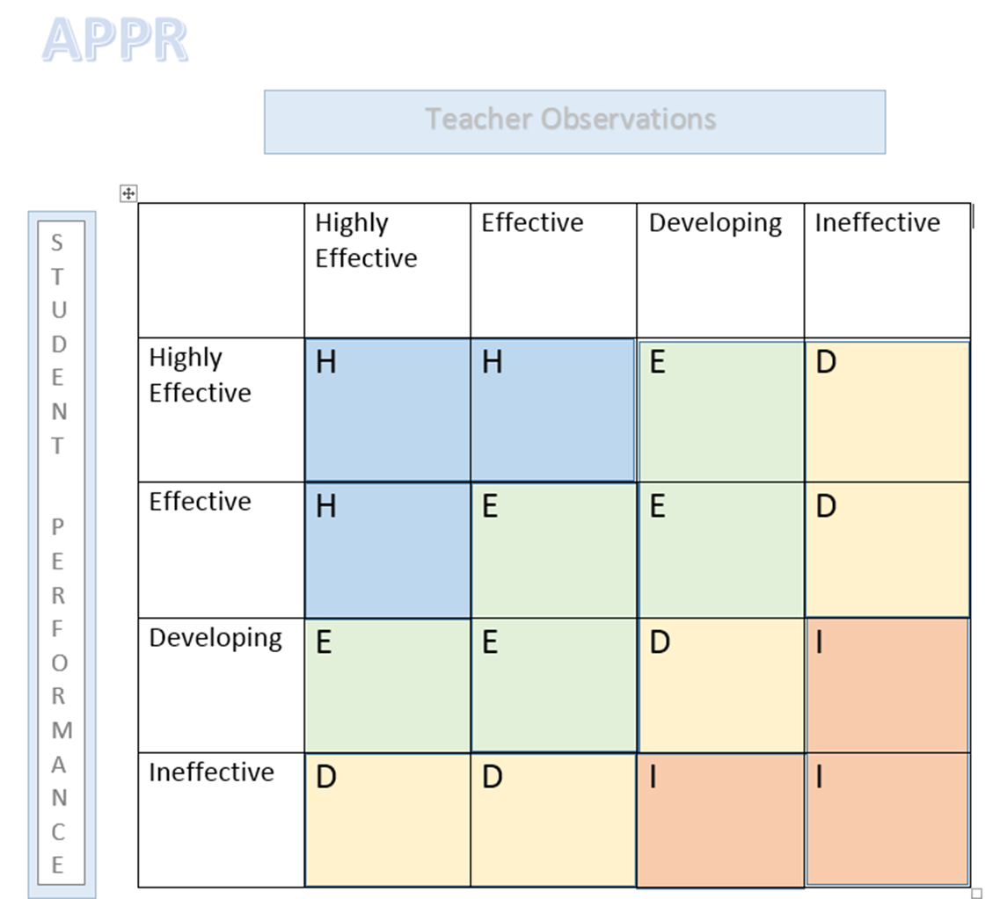 APPR
Teacher Observations
STUDENT PERFORMANCE
Highly Effective Developing Ineffective
Effective
Highly H H E D
Effective
Effective H E E D
Developing E E D I
Ineffective D D I I